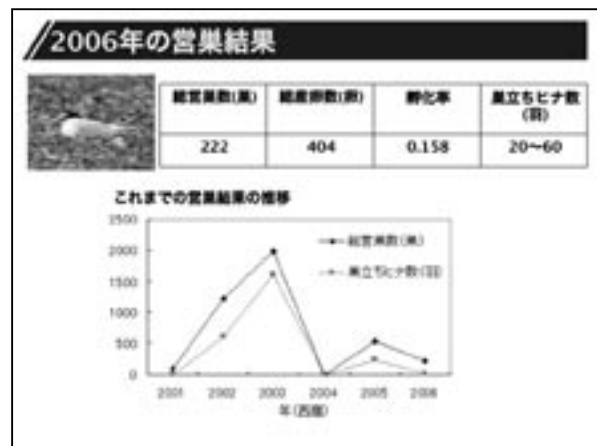 2006年の営巣結果
総営巣数(巣) 総産卵数(卵) 孵化率 巣立ちヒナ数(羽)
222 404 0.158 20〜60
これまでの営巣結果の推移
2500
2000
1500
1000
500
0
総営巣数(巣)
巣立ちヒナ数(羽)
2001 2002 2003 2004 2005 2006
年(西暦)